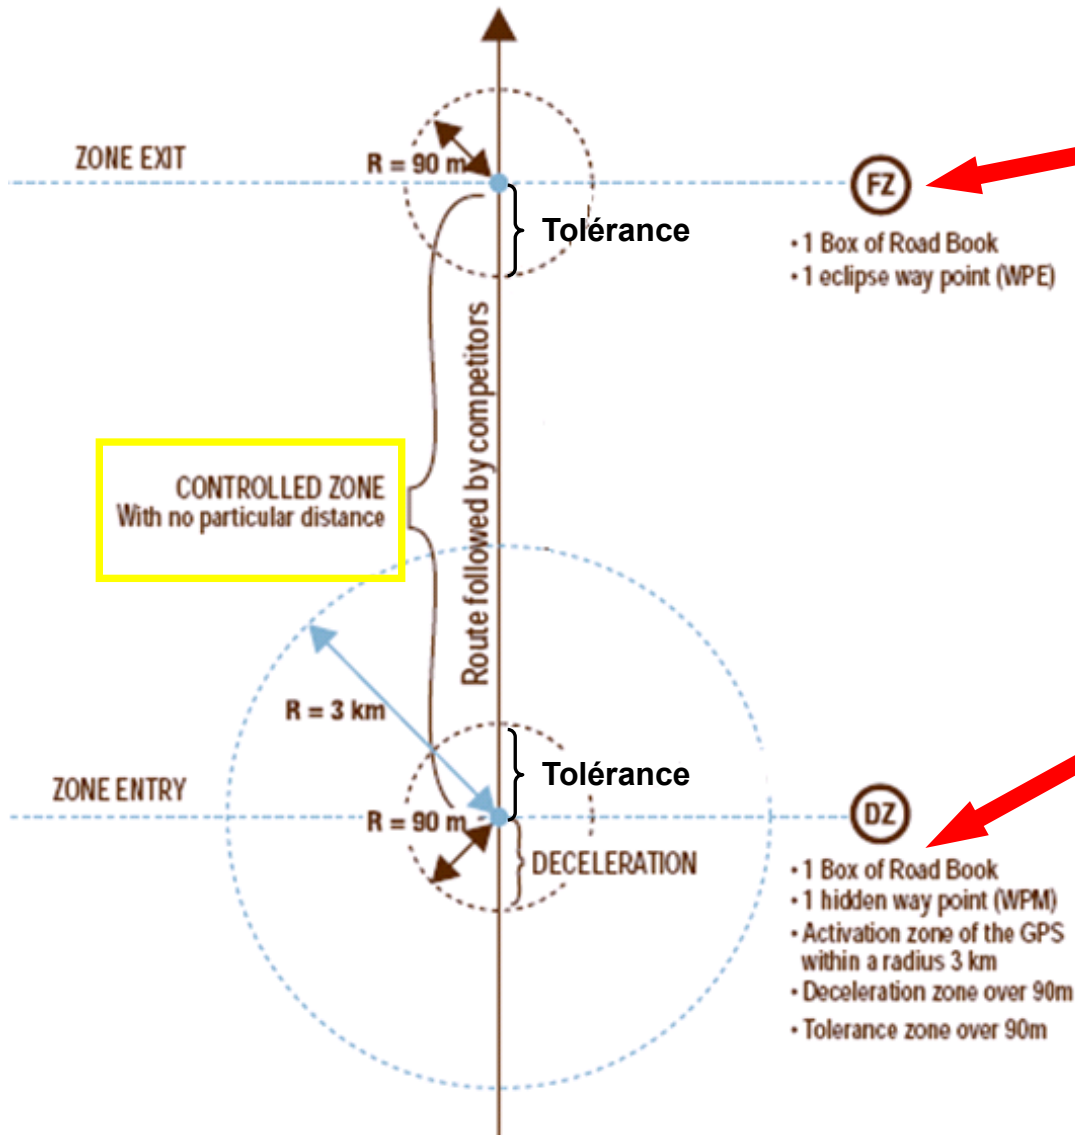 ZONE EXIT
R = 90 m
FZ
Tolérance
• 1 Box of Road Book
• 1 eclipse way point (WPE)
Route followed by competitors
CONTROLLED ZONE
With no particular distance
R = 3 km
ZONE ENTRY
Tolérance
R = 90 m
DZ
DECELERATION
• 1 Box of Road Book
• 1 hidden way point (WPM)
• Activation zone of the GPS
within a radius 3 km
• Deceleration zone over 90m
• Tolerance zone over 90m